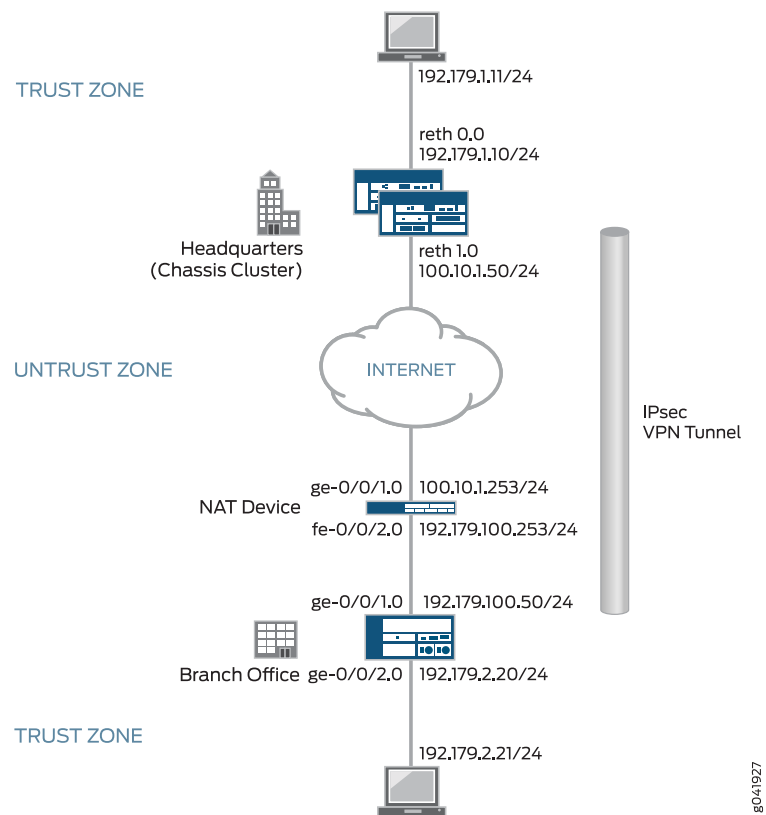 192.179.1.11/24
TRUST ZONE
reth 0.0
192.179.1.10/24
Headquarters
(Chassis Cluster)
reth 1.0
100.10.1.50/24
UNTRUST ZONE
INTERNET
IPsec
VPN Tunnel
ge-0/0/1.0 100.10.1.253/24
NAT Device
fe-0/0/2.0 192.179.100.253/24
ge-0/0/1.0 192.179.100.50/24
Branch Office ge-0/0/2.0 192.179.2.20/24
TRUST ZONE
192.179.2.21/24
g041927